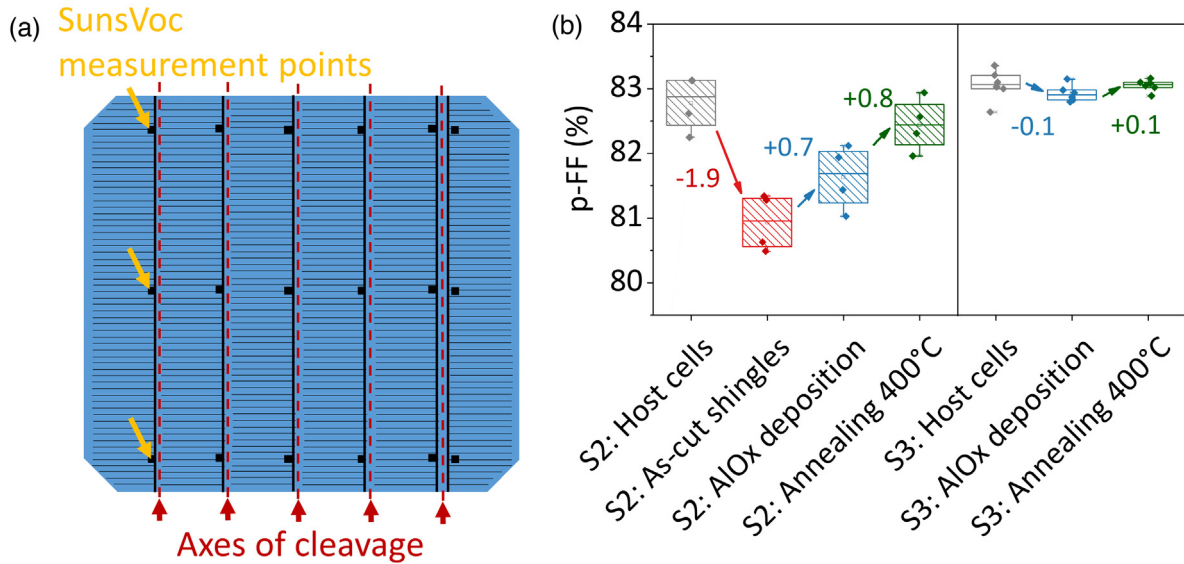 (a)
SunsVoc
measurement points
Axes of cleavage
(b)
p-FF (%)
84
83
82
81
80
-1.9
+0.7
+0.8
-0.1
+0.1
S2: Host cells
S2: As-cut shingles
S2: AlOx deposition
S2: Annealing 400°C
S3: Host cells
S3: AlOx deposition
S3: Annealing 400°C